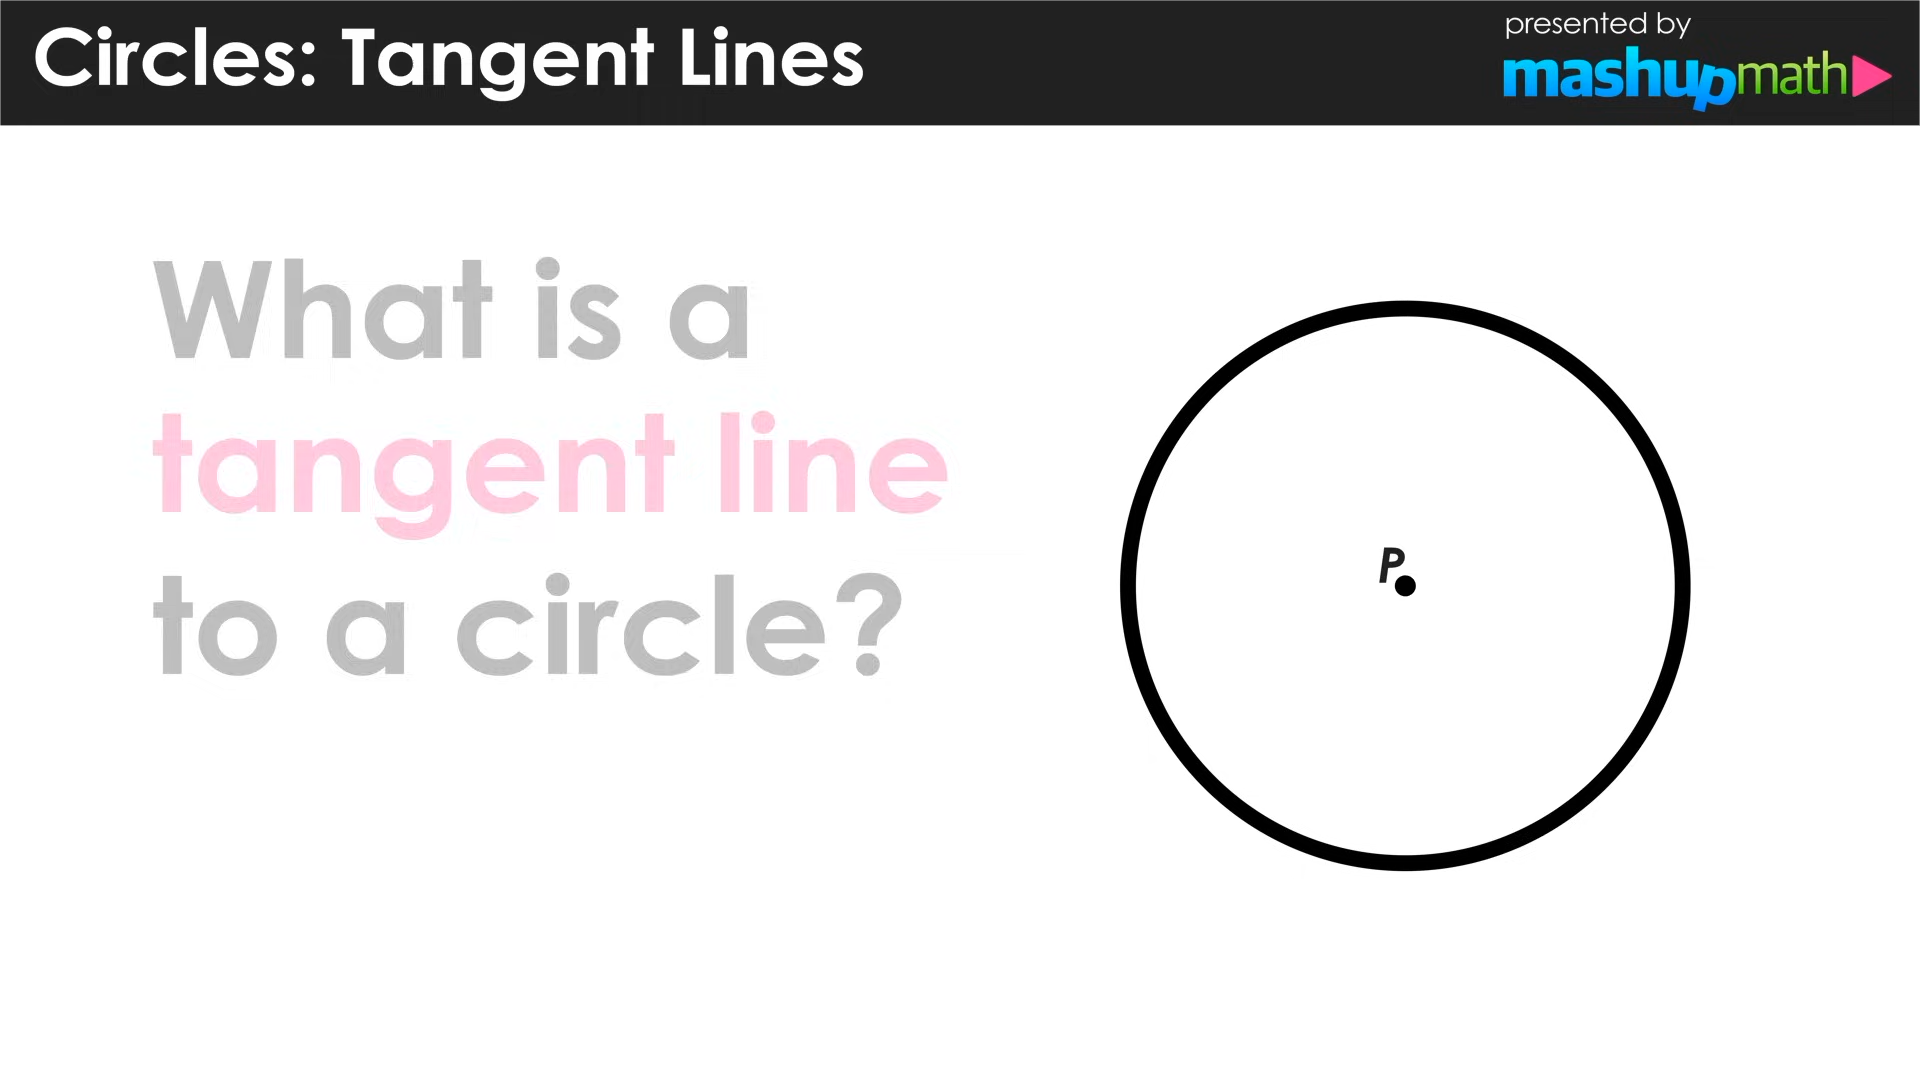 Circles: Tangent Lines
presented by
mashupmath
What is a
tangent line
to a circle?
P